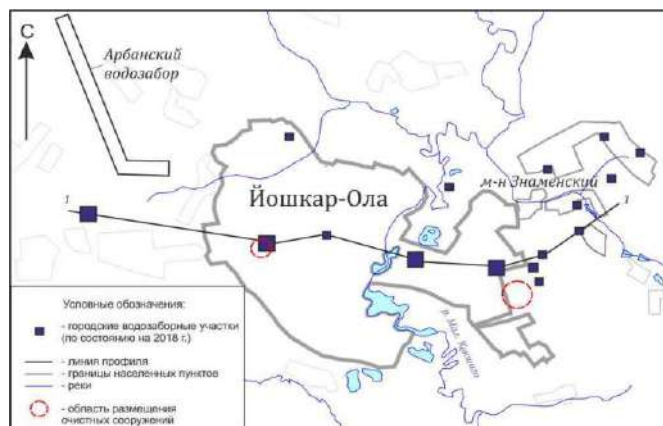 С
Арбанский
водозабор
Йошкар-Ола
м-н Знаменский
1
1
р. Мал. Кокшага
Условные обозначения:
- городские водозаборные участки
(по состоянию на 2018 г.)
- линия профиля
- границы населенных пунктов
- реки
- область размещения
очистных сооружений